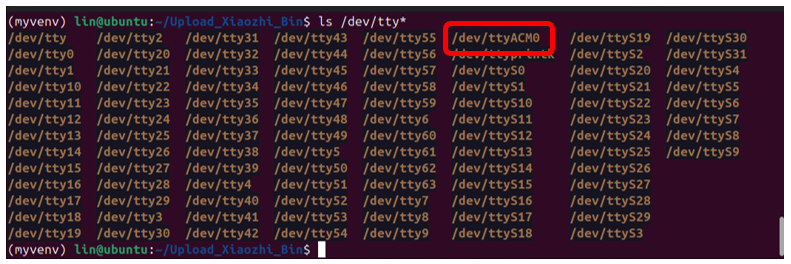 (myvenv) lin@ubuntu:~/Upload_Xiaozhi_Bin$ ls /dev/tty*
/dev/tty /dev/tty2 /dev/tty31 /dev/tty43 /dev/tty55 /dev/ttyACM0 /dev/ttyS19 /dev/ttyS30
/dev/tty0 /dev/tty20 /dev/tty32 /dev/tty44 /dev/tty56 /dev/ttyprintk /dev/ttyS2 /dev/ttyS31
/dev/tty1 /dev/tty21 /dev/tty33 /dev/tty45 /dev/tty57 /dev/ttyS0 /dev/ttyS20 /dev/ttyS4
/dev/tty10 /dev/tty22 /dev/tty34 /dev/tty46 /dev/tty58 /dev/ttyS1 /dev/ttyS21 /dev/ttyS5
/dev/tty11 /dev/tty23 /dev/tty35 /dev/tty47 /dev/tty59 /dev/ttyS10 /dev/ttyS22 /dev/ttyS6
/dev/tty12 /dev/tty24 /dev/tty36 /dev/tty48 /dev/tty6 /dev/ttyS11 /dev/ttyS23 /dev/ttyS7
/dev/tty13 /dev/tty25 /dev/tty37 /dev/tty49 /dev/tty60 /dev/ttyS12 /dev/ttyS24 /dev/ttyS8
/dev/tty14 /dev/tty26 /dev/tty38 /dev/tty5 /dev/tty61 /dev/ttyS13 /dev/ttyS25 /dev/ttyS9
/dev/tty15 /dev/tty27 /dev/tty39 /dev/tty50 /dev/tty62 /dev/ttyS14 /dev/ttyS26
/dev/tty16 /dev/tty28 /dev/tty4 /dev/tty51 /dev/tty63 /dev/ttyS15 /dev/ttyS27
/dev/tty17 /dev/tty29 /dev/tty40 /dev/tty52 /dev/tty7 /dev/ttyS16 /dev/ttyS28
/dev/tty18 /dev/tty3 /dev/tty41 /dev/tty53 /dev/tty8 /dev/ttyS17 /dev/ttyS29
/dev/tty19 /dev/tty30 /dev/tty42 /dev/tty54 /dev/tty9 /dev/ttyS18 /dev/ttyS3
(myvenv) lin@ubuntu:~/Upload_Xiaozhi_Bin$